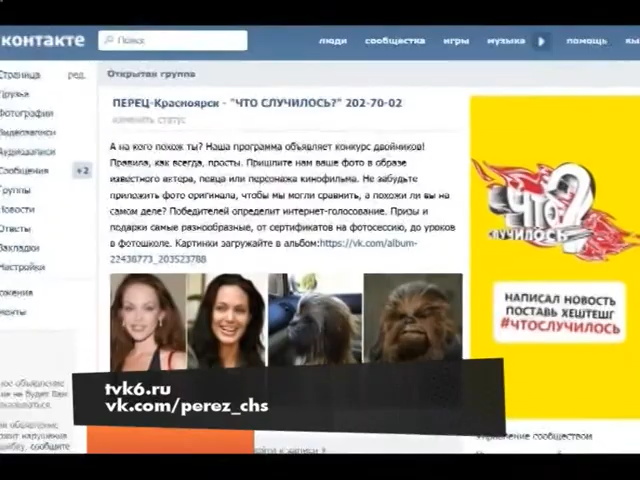 контакте
Поиск
люди сообщества игры музыка помощь
Страница ред.
Друзья
Фотографии
Видеозаписи
Аудиозаписи
Сообщения +2
Группы
Новости
Ответы
Закладки
Настройки
Открытая группа
ПЕРЕЦ-Красноярск - "ЧТО СЛУЧИЛОСЬ?" 202-70-02
изменить статус
А на кого похож ты? Наша программа объявляет конкурс двойников!
Правила, как всегда, просты. Пришлите нам ваше фото в образе
известного актера, певца или персонажа кинофильма. Не забудьте
приложить фото оригинала, чтобы мы могли сравнить, а похожи ли вы на
самом деле? Победителей определит интернет-голосование. Призы и
подарки самые разнообразные, от сертификатов на фотосессию, до уроков
в фотошколе. Картинки загружайте в альбом:https://vk.com/album-
22438773_203523788
ЧТО
СЛУЧИЛОСЬ
?
НАПИСАЛ НОВОСТЬ
ПОСТАВЬ ХЕШТЕШГ
#ЧТОСЛУЧИЛОСЬ
tvk6.ru
vk.com/perez_chs
сообществом